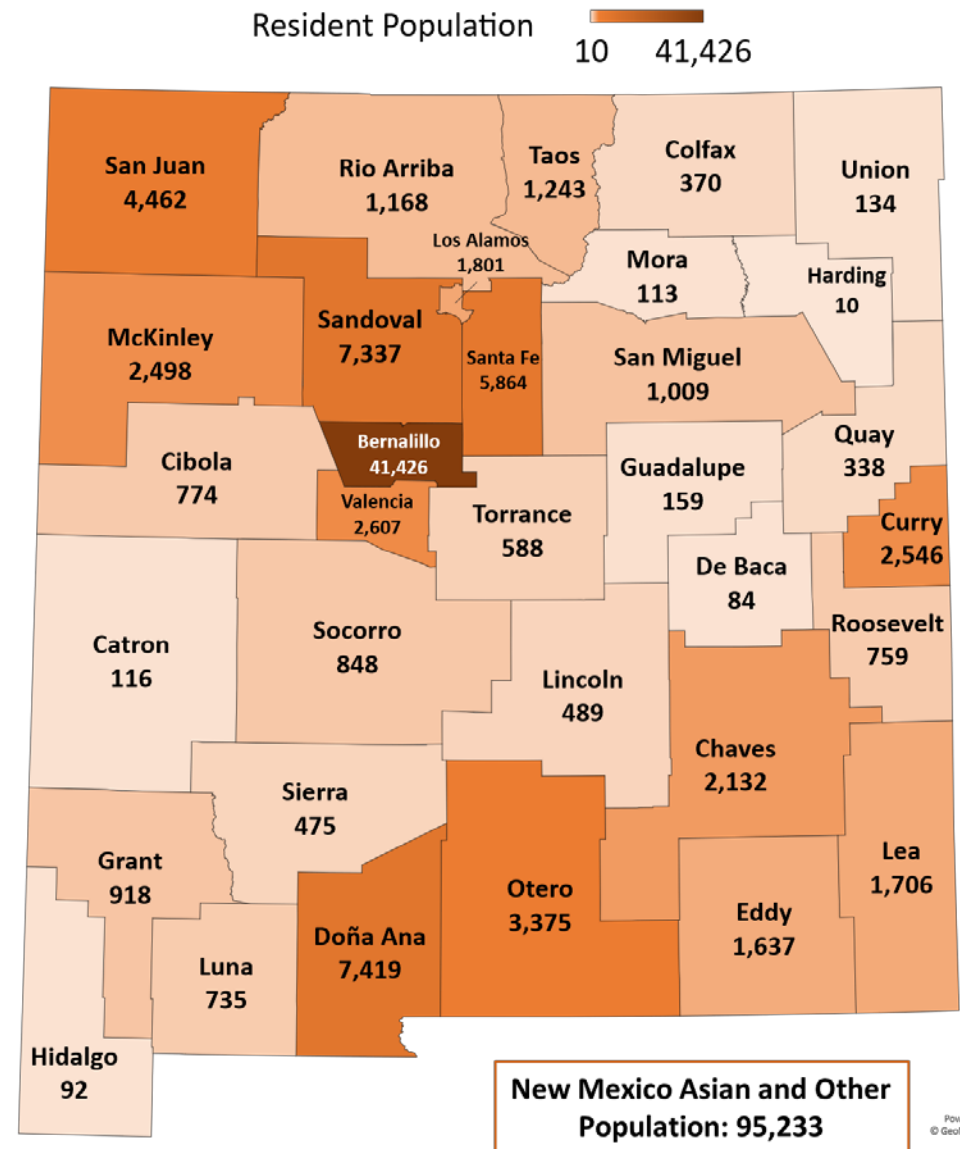 Resident Population
10 41,426
San Juan
4,462
Rio Arriba
1,168
Taos
1,243
Colfax
370
Union
134
Los Alamos
1,801
Mora
113
Harding
10
McKinley
2,498
Sandoval
7,337
Santa Fe
5,864
San Miguel
1,009
Quay
338
Cibola
774
Bernalillo
41,426
Valencia
2,607
Torrance
588
Guadalupe
159
Curry
2,546
De Baca
84
Roosevelt
759
Catron
116
Socorro
848
Lincoln
489
Chaves
2,132
Sierra
475
Grant
918
Otero
3,375
Lea
1,706
Eddy
1,637
Doña Ana
7,419
Luna
735
Hidalgo
92
New Mexico Asian and Other
Population: 95,233